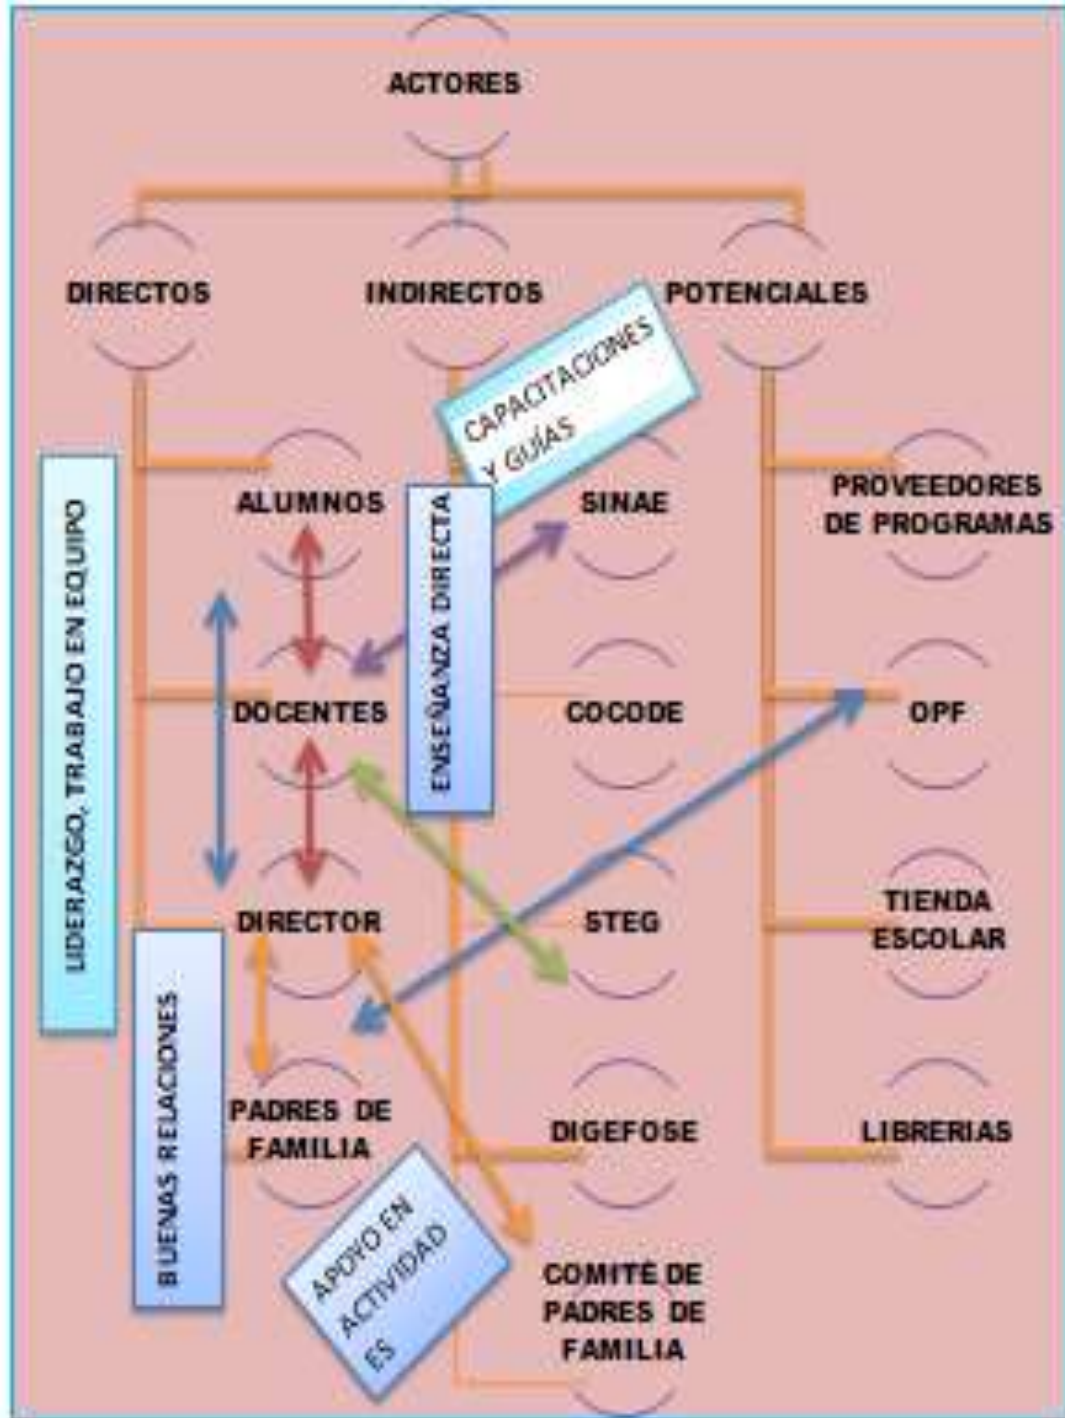 ACTORES
DIRECTOS
INDIRECTOS
POTENCIALES
CAPACITACIONES
Y GUÍAS
LIDERAZGO, TRABAJO EN EQUIPO
ALUMNOS
ENSEÑANZA DIRECTA
SINAE
PROVEEDORES
DE PROGRAMAS
DOCENTES
COCODE
OPF
DIRECTOR
STEG
TIENDA
ESCOLAR
BUENAS RELACIONES
PADRES DE
FAMILIA
DIGEFOSE
LIBRERIAS
APOYO EN
ACTIVIDAD
ES
COMITÉ DE
PADRES DE
FAMILIA